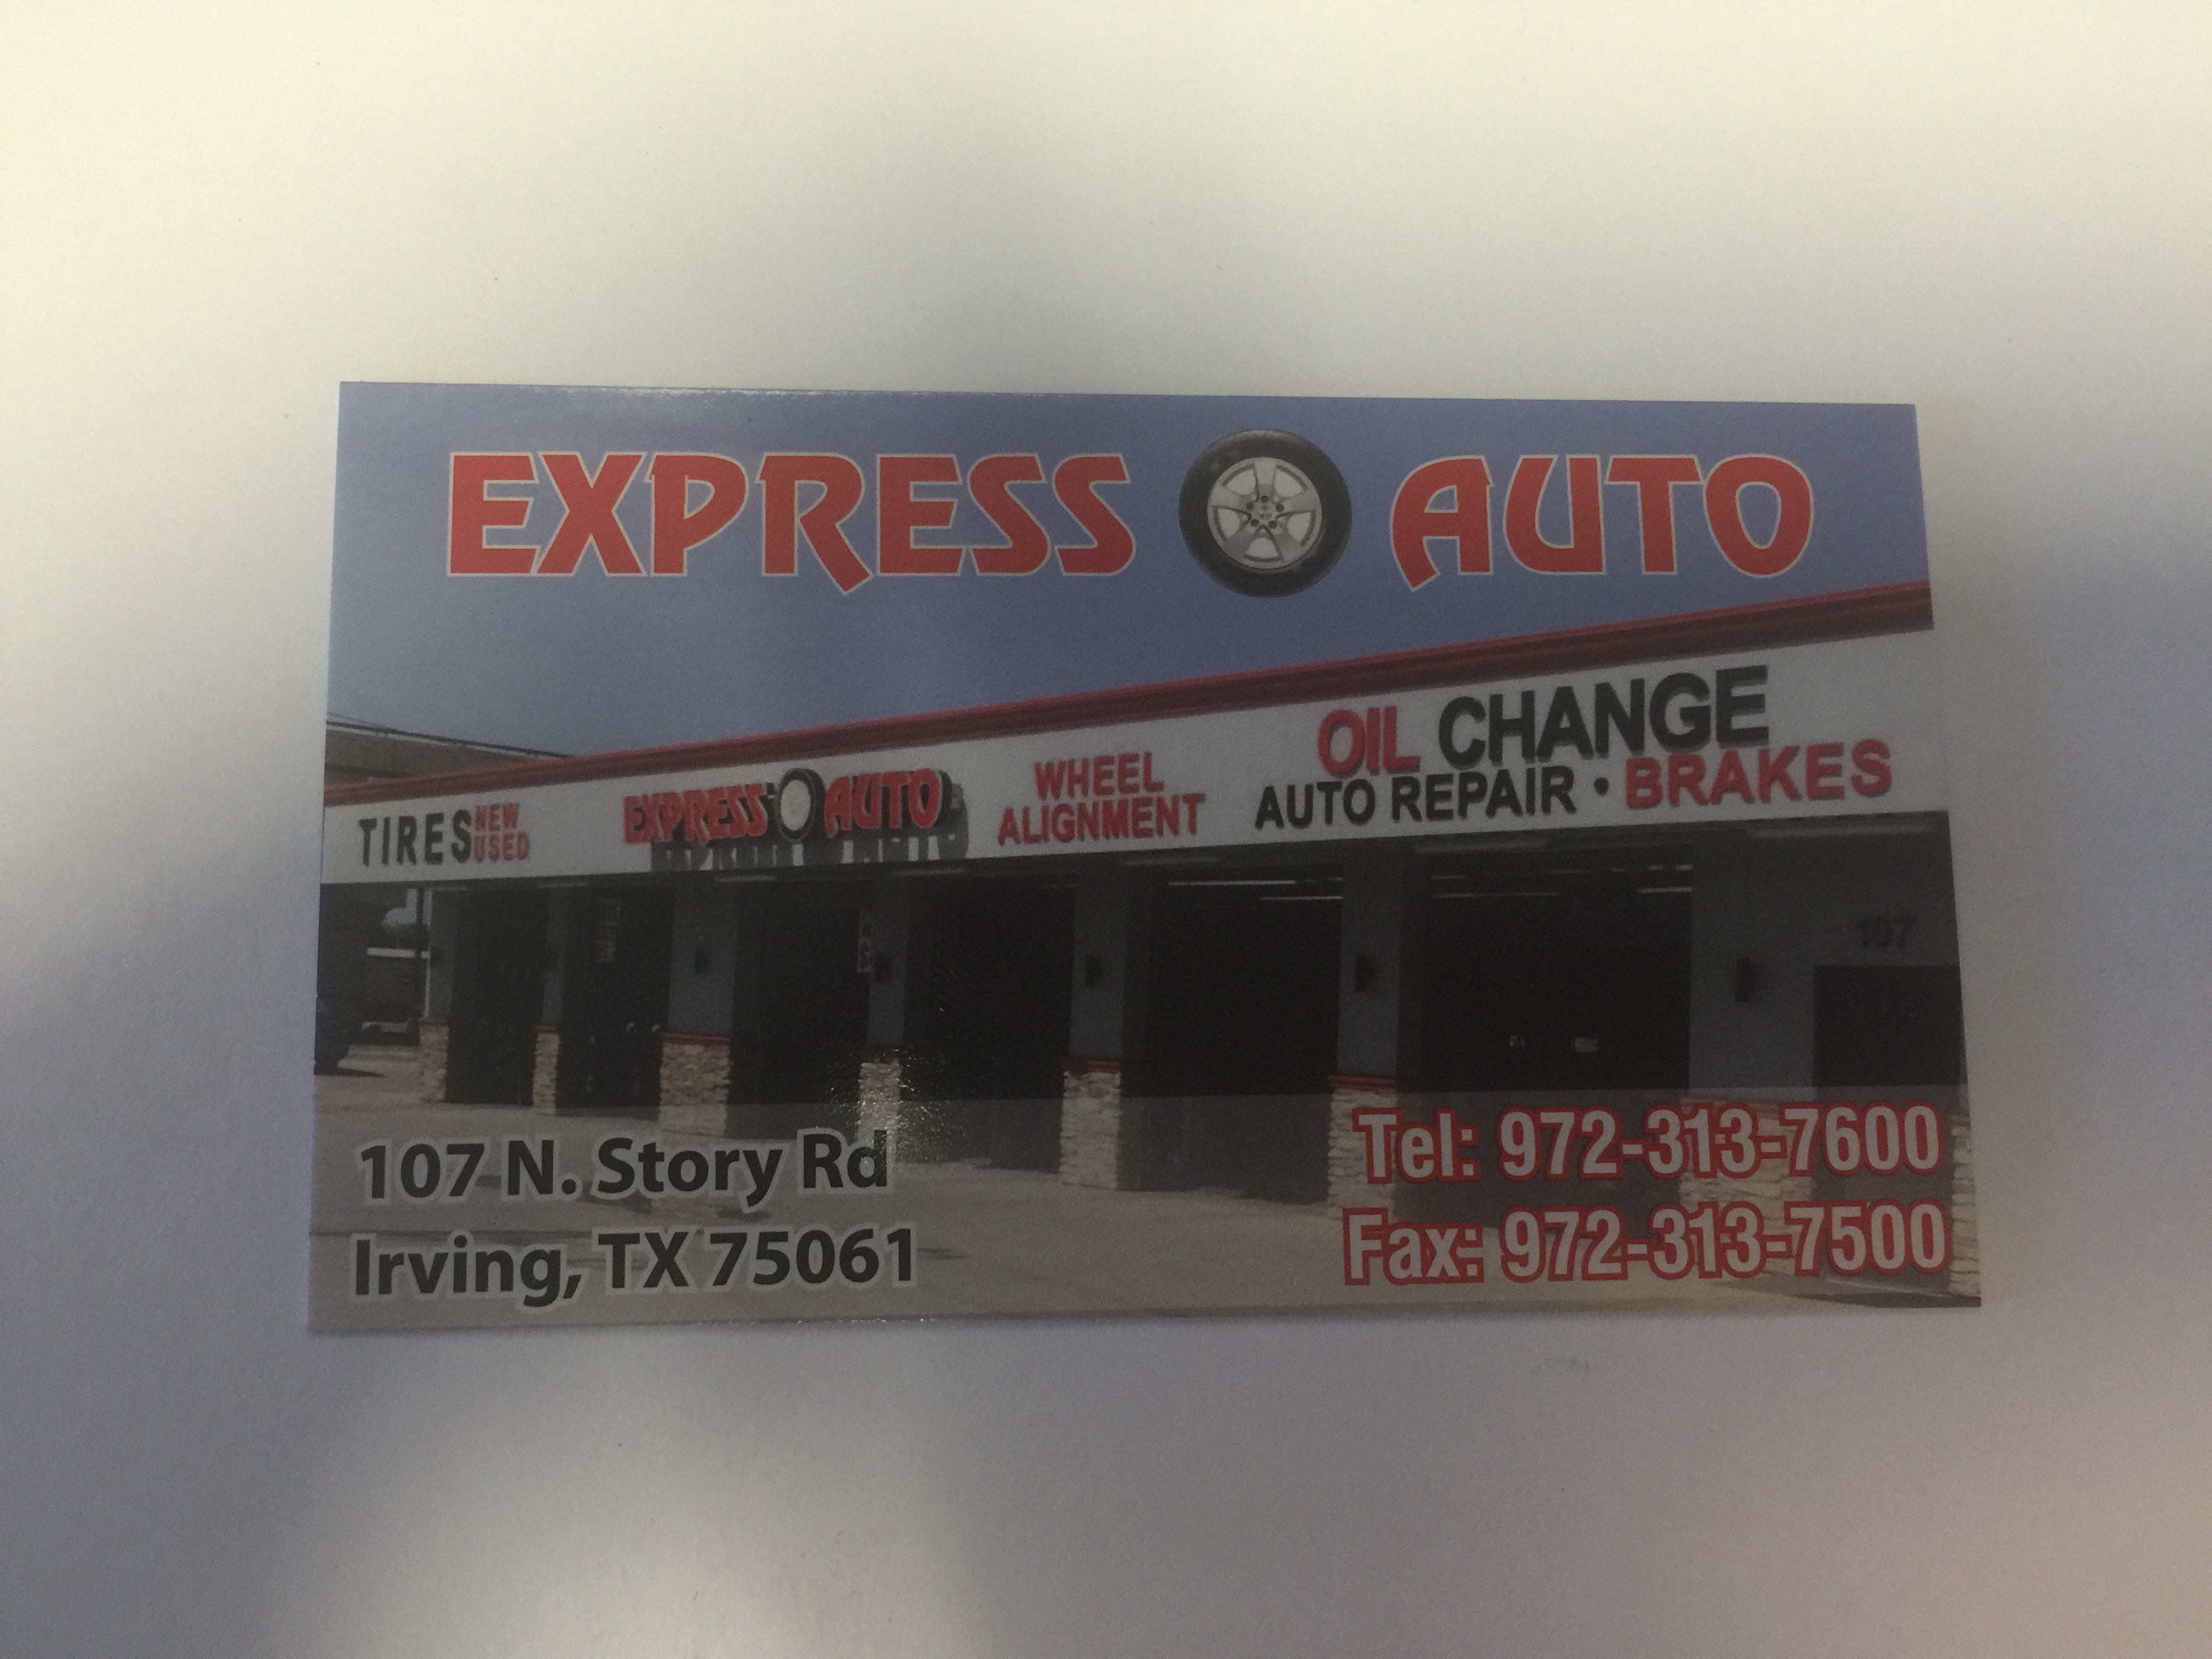 EXPRESS AUTO
OIL CHANGE
AUTO REPAIR • BRAKES
WHEEL
ALIGNMENT
EXPRESS AUTO
TIRES NEW
USED
107
107 N. Story Rd
Irving, TX 75061
Tel: 972-313-7600
Fax: 972-313-7500